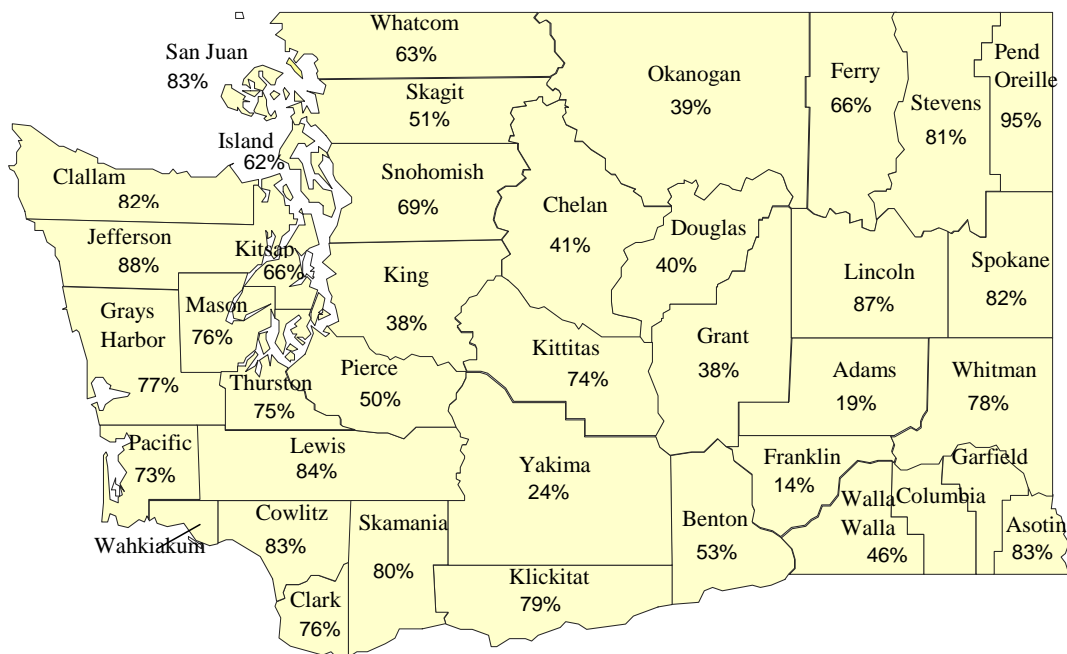 Whatcom
63%
San Juan
83%
Skagit
51%
Okanogan
39%
Ferry
66%
Stevens
81%
Pend
Oreille
95%
Island
62%
Clallam
82%
Snohomish
69%
Chelan
41%
Douglas
40%
Jefferson
88%
Kitsap
66%
King
38%
Lincoln
87%
Spokane
82%
Grays
Harbor
77%
Mason
76%
Kittitas
74%
Grant
38%
Adams
19%
Whitman
78%
Thurston
75%
Pierce
50%
Pacific
73%
Lewis
84%
Yakima
24%
Franklin
14%
Garfield
Columbia
Walla
Walla
46%
Asotin
83%
Benton
53%
Wahkiakum
Cowlitz
83%
Skamania
80%
Klickitat
79%
Clark
76%